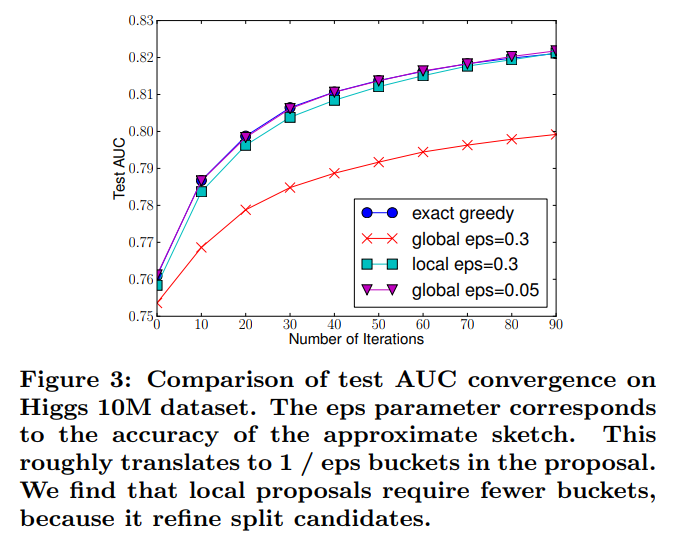 0.83
0.82
0.81
0.80
0.79
0.78
0.77
0.76
0.75
Test AUC
exact greedy
global eps=0.3
local eps=0.3
global eps=0.05
0 10 20 30 40 50 60 70 80 90
Number of Iterations
Figure 3: Comparison of test AUC convergence on
Higgs 10M dataset. The eps parameter corresponds
to the accuracy of the approximate sketch. This
roughly translates to 1 / eps buckets in the proposal.
We find that local proposals require fewer buckets,
because it refine split candidates.